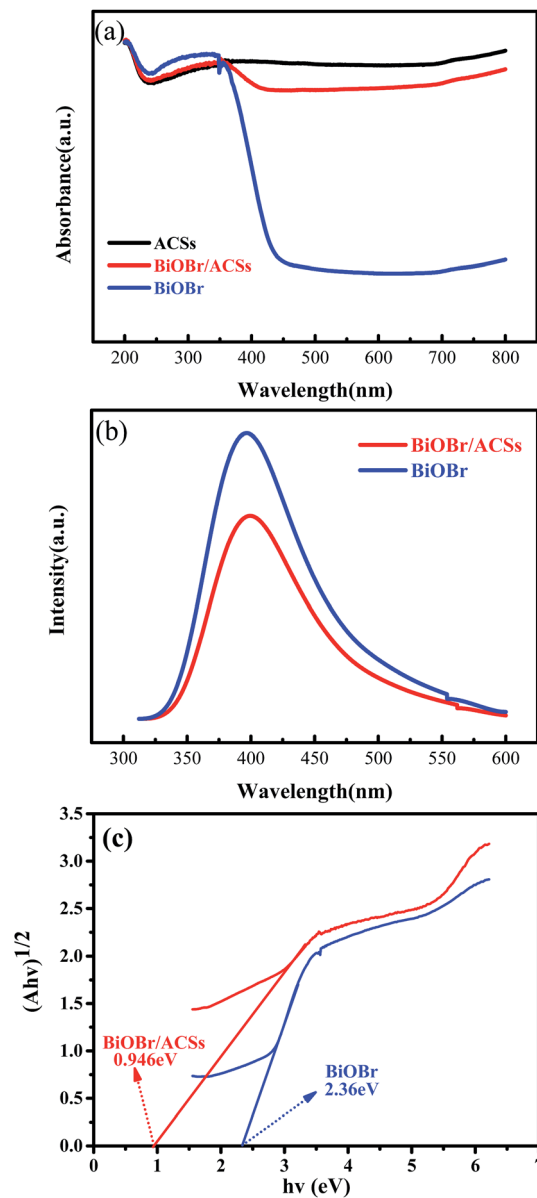 (a)
Absorbance(a.u.)
ACSs
BiOBr/ACSs
BiOBr
200 300 400 500 600 700 800
Wavelength(nm)
(b)
BiOBr/ACSs
BiOBr
Intensity(a.u.)
300 350 400 450 500 550 600
Wavelength(nm)
(c)
3.5
3.0
2.5
2.0
1.5
1.0
0.5
0.0
(Ahv)1/2
BiOBr/ACSs
0.946eV
BiOBr
2.36eV
0 1 2 3 4 5 6 7
hv (eV)